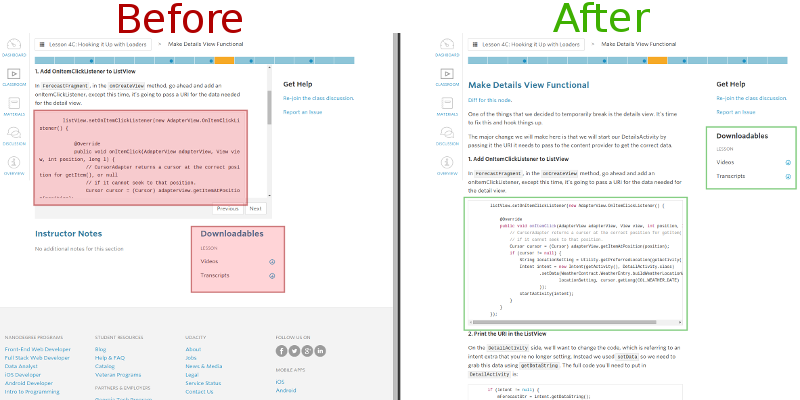 Before
After
Lesson 4C: Hooking it Up with Loaders
Make Details View Functional
DASHBOARD
CLASSROOM
MATERIALS
DISCUSSION
OVERVIEW
1. Add OnItemClickListener to ListView
In ForecastFragment, in the onCreateView method, go ahead and add an
onItemClickListener, except this time, it's going to pass a URI for the data needed
for the detail view.
listView.setOnItemClickListener(new AdapterView.OnItemClickLi
stener() {
@Override
public void onItemClick(AdapterView adapterView, View vie
w, int position, long l) {
// CursorAdapter returns a cursor at the correct posi
tion for getItem(), or null
// if it cannot seek to that position.
Cursor cursor = (Cursor) adapterView.getItemAtPositio
Previous
Next
Get Help
Re-join the class discussion.
Report an Issue
Instructor Notes
No additional notes for this section
Downloadables
LESSON
Videos
Transcripts
NANODEGREE PROGRAMS
Front-End Web Developer
Full Stack Web Developer
Data Analyst
iOS Developer
Android Developer
Intro to Programming
STUDENT RESOURCES
Blog
Help & FAQ
Catalog
Veteran Programs
PARTNERS & EMPLOYERS
UDACITY
About
Jobs
News & Media
Legal
Service Status
Contact Us
FOLLOW US ON
MOBILE APPS
iOS
Android
Lesson 4C: Hooking it Up with Loaders
Make Details View Functional
DASHBOARD
CLASSROOM
MATERIALS
DISCUSSION
OVERVIEW
Make Details View Functional
Diff for this node.
One of the things that we decided to temporarily break is the details view. It's time
to fix this and hook things up.
The major change we will make here is that we will start our DetailsActivity by
passing it the URI it needs to pass to the content provider to get the correct data.
1. Add OnItemClickListener to ListView
In ForecastFragment, in the onCreateView method, go ahead and add an
onItemClickListener, except this time, it's going to pass a URI for the data needed for
the detail view.
listView.setOnItemClickListener(new AdapterView.OnItemClickListener() {
@Override
public void onItemClick(AdapterView adapterView, View view, int position,
// CursorAdapter returns a cursor at the correct position for getItem(
// if it cannot seek to that position.
Cursor cursor = (Cursor) adapterView.getItemAtPosition(position);
if (cursor != null) {
String locationSetting = Utility.getPreferredLocation(getActivity(
Intent intent = new Intent(getActivity(), DetailActivity.class)
.setData(WeatherContract.WeatherEntry.buildWeatherLocation
locationSetting, cursor.getLong(COL_WEATHER_DATE)
));
startActivity(intent);
}
}
});
2. Print the URI in the ListView
On the DetailActivity side, we'll want to change the code, which is referring to an
intent extra that you're no longer setting. Instead we used setData so we need to
grab this data using getDataString. The full code you'll need to put in
DetailActivity is:
if (intent != null) {
mForecastStr = intent.getDataString();
Get Help
Re-join the class discussion.
Report an Issue
Downloadables
LESSON
Videos
Transcripts